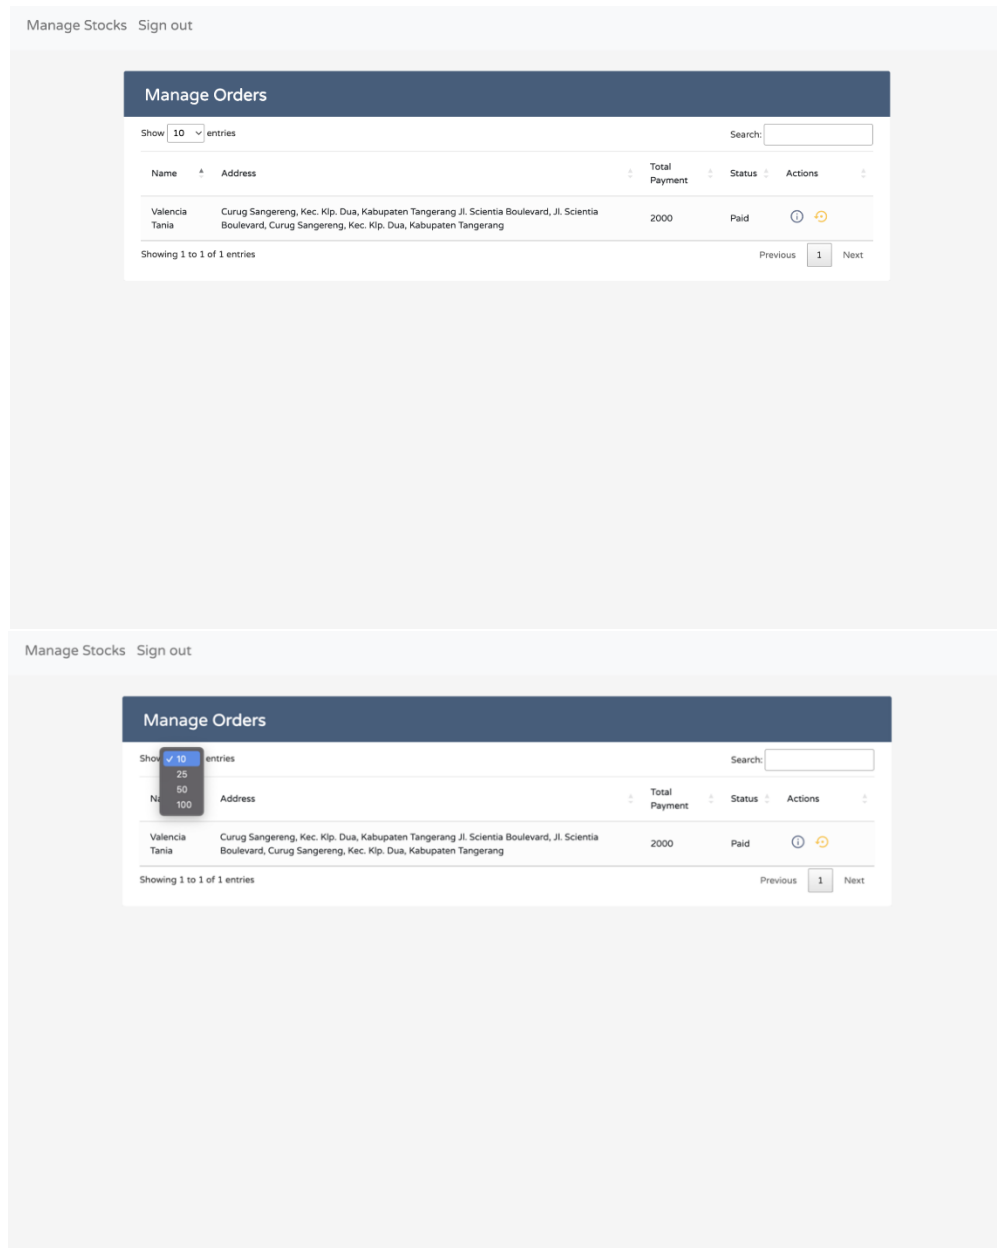 Manage Stocks Sign out
Manage Orders
Show 10 entries Search:
Name Address Total Payment Status Actions
Valencia Tania Curug Sangereng, Kec. Klp. Dua, Kabupaten Tangerang Jl. Scientia Boulevard, Jl. Scientia 2000 Paid
Boulevard, Curug Sangereng, Kec. Klp. Dua, Kabupaten Tangerang
Showing 1 to 1 of 1 entries Previous 1 Next
Manage Stocks Sign out
Manage Orders
Show ✓ 10 entries Search:
25
50
100
Address Total Payment Status Actions
Valencia Tania Curug Sangereng, Kec. Klp. Dua, Kabupaten Tangerang Jl. Scientia Boulevard, Jl. Scientia 2000 Paid
Boulevard, Curug Sangereng, Kec. Klp. Dua, Kabupaten Tangerang
Showing 1 to 1 of 1 entries Previous 1 Next